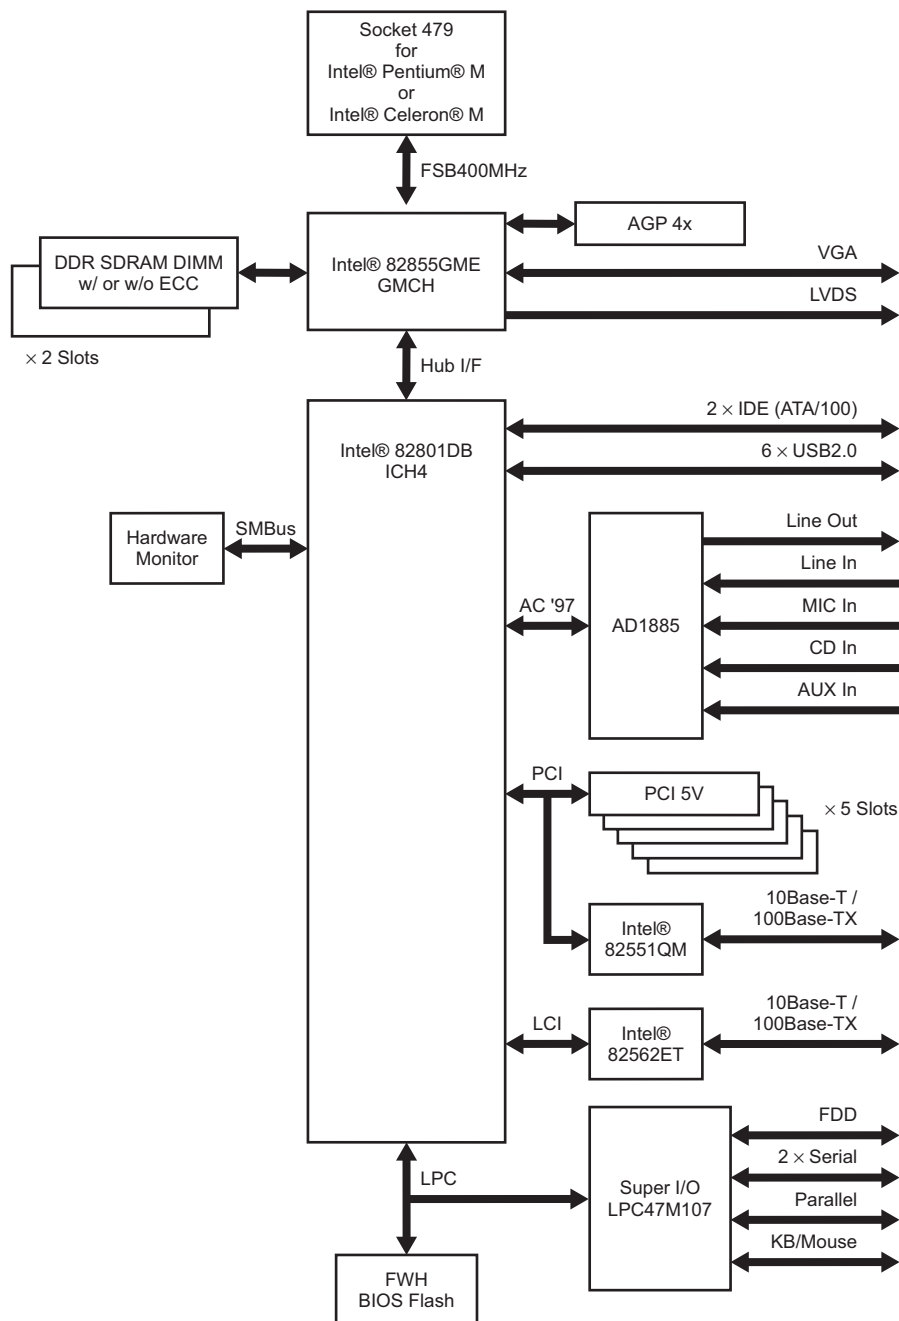 Socket 479
for
Intel® Pentium® M
or
Intel® Celeron® M
FSB400MHz
AGP 4x
DDR SDRAM DIMM
w/ or w/o ECC
× 2 Slots
Intel® 82855GME
GMCH
VGA
LVDS
Hub I/F
Intel® 82801DB
ICH4
2 × IDE (ATA/100)
6 × USB2.0
Hardware
Monitor
SMBus
AC '97
AD1885
Line Out
Line In
MIC In
CD In
AUX In
PCI
PCI 5V
× 5 Slots
Intel®
82551QM
10Base-T /
100Base-TX
LCI
Intel®
82562ET
10Base-T /
100Base-TX
LPC
Super I/O
LPC47M107
FDD
2 × Serial
Parallel
KB/Mouse
FWH
BIOS Flash